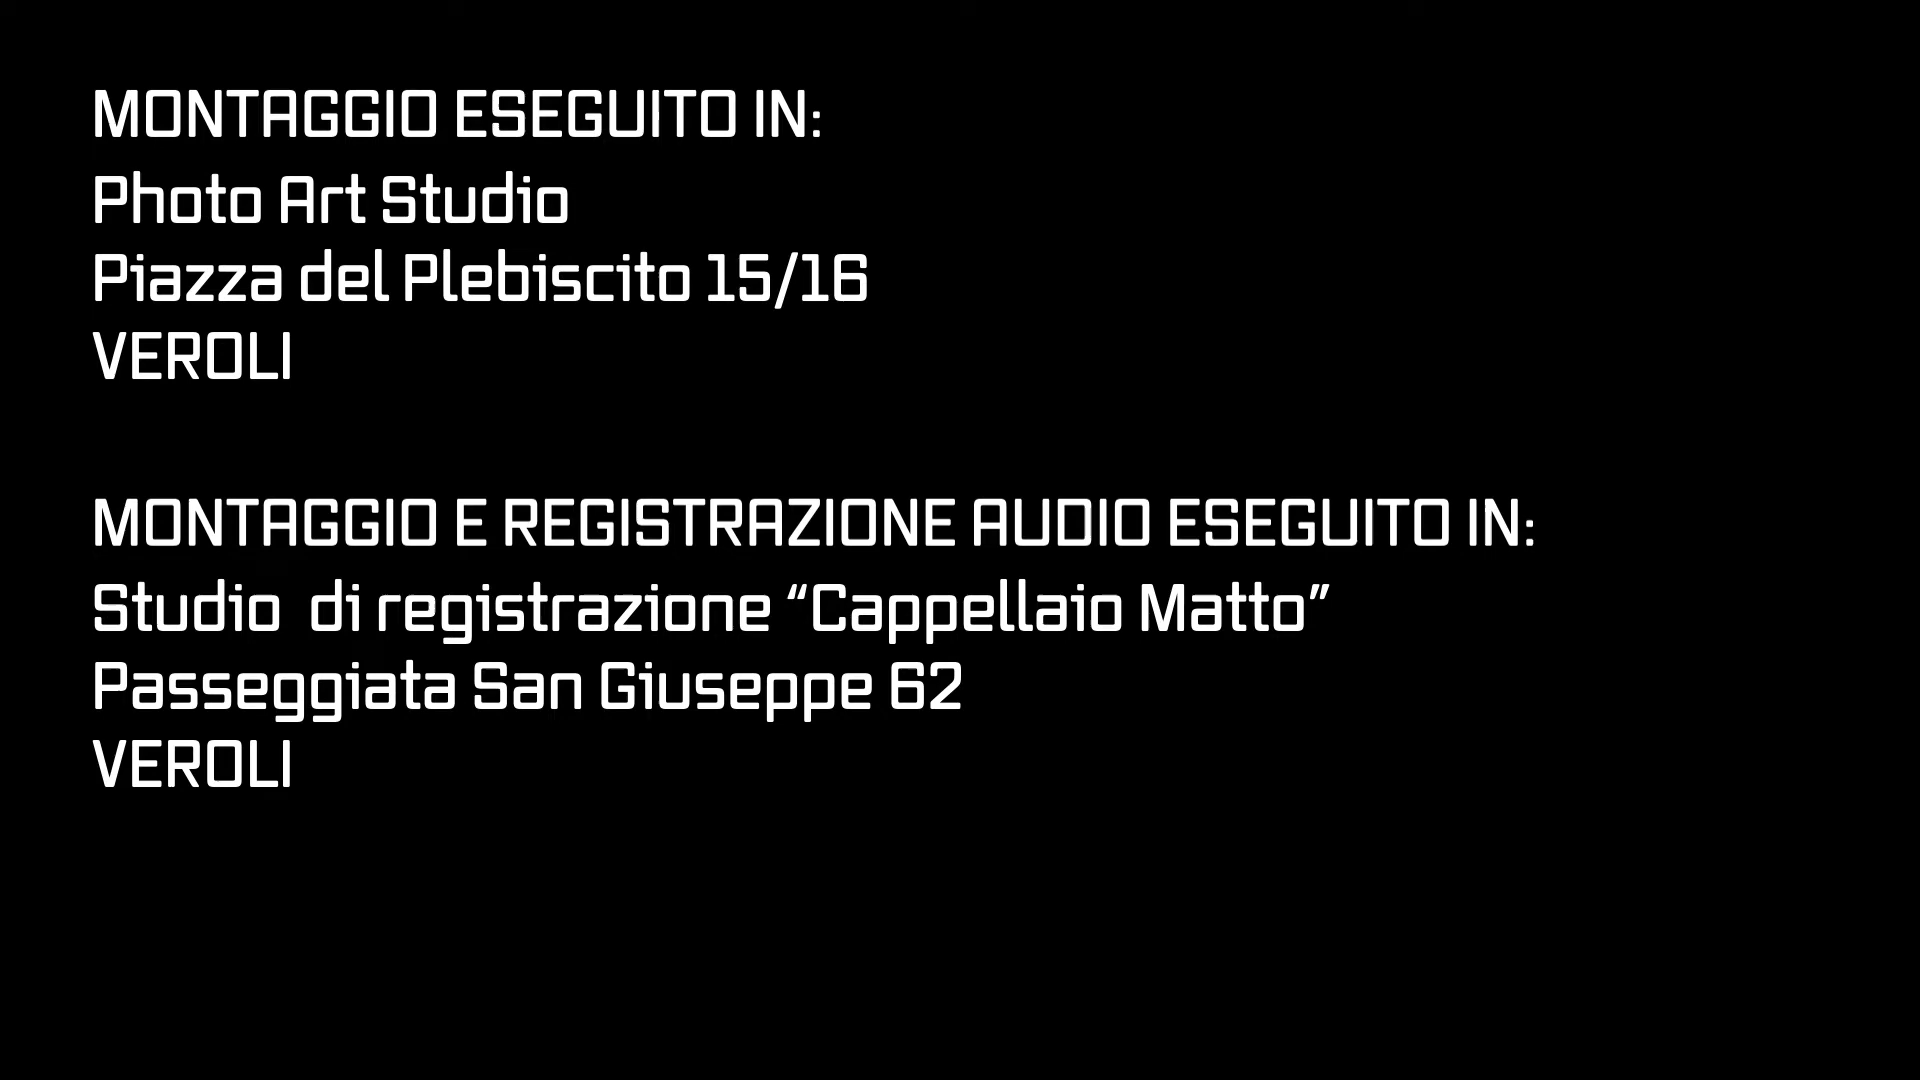 MONTAGGIO ESEGUITO IN:
Photo Art Studio
Piazza del Plebiscito 15/16
VEROLI
MONTAGGIO E REGISTRAZIONE AUDIO ESEGUITO IN:
Studio  di registrazione “Cappellaio Matto”
Passeggiata San Giuseppe 62
VEROLI